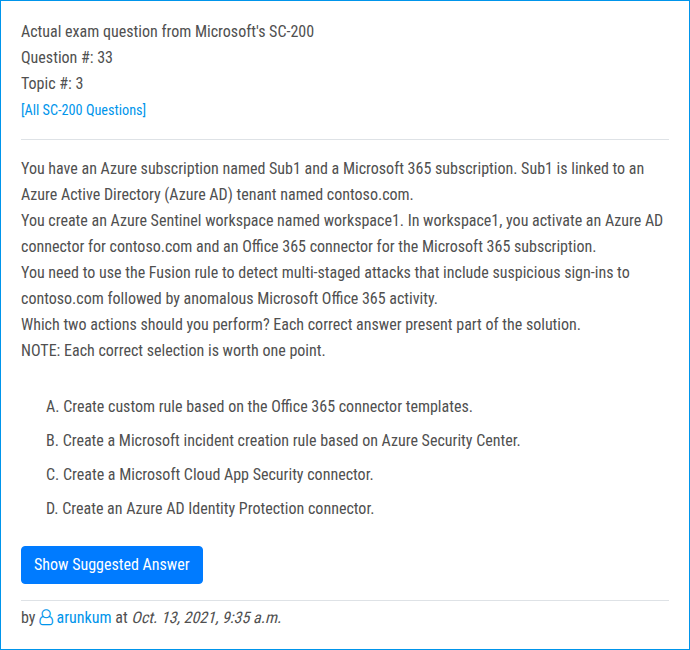 Actual exam question from Microsoft's SC-200
Question #: 33
Topic #: 3
[All SC-200 Questions]
You have an Azure subscription named Sub1 and a Microsoft 365 subscription. Sub1 is linked to an
Azure Active Directory (Azure AD) tenant named contoso.com.
You create an Azure Sentinel workspace named workspace1. In workspace1, you activate an Azure AD
connector for contoso.com and an Office 365 connector for the Microsoft 365 subscription.
You need to use the Fusion rule to detect multi-staged attacks that include suspicious sign-ins to
contoso.com followed by anomalous Microsoft Office 365 activity.
Which two actions should you perform? Each correct answer present part of the solution.
NOTE: Each correct selection is worth one point.
A. Create custom rule based on the Office 365 connector templates.
B. Create a Microsoft incident creation rule based on Azure Security Center.
C. Create a Microsoft Cloud App Security connector.
D. Create an Azure AD Identity Protection connector.
Show Suggested Answer
by arunkum at Oct. 13, 2021, 9:35 a.m.